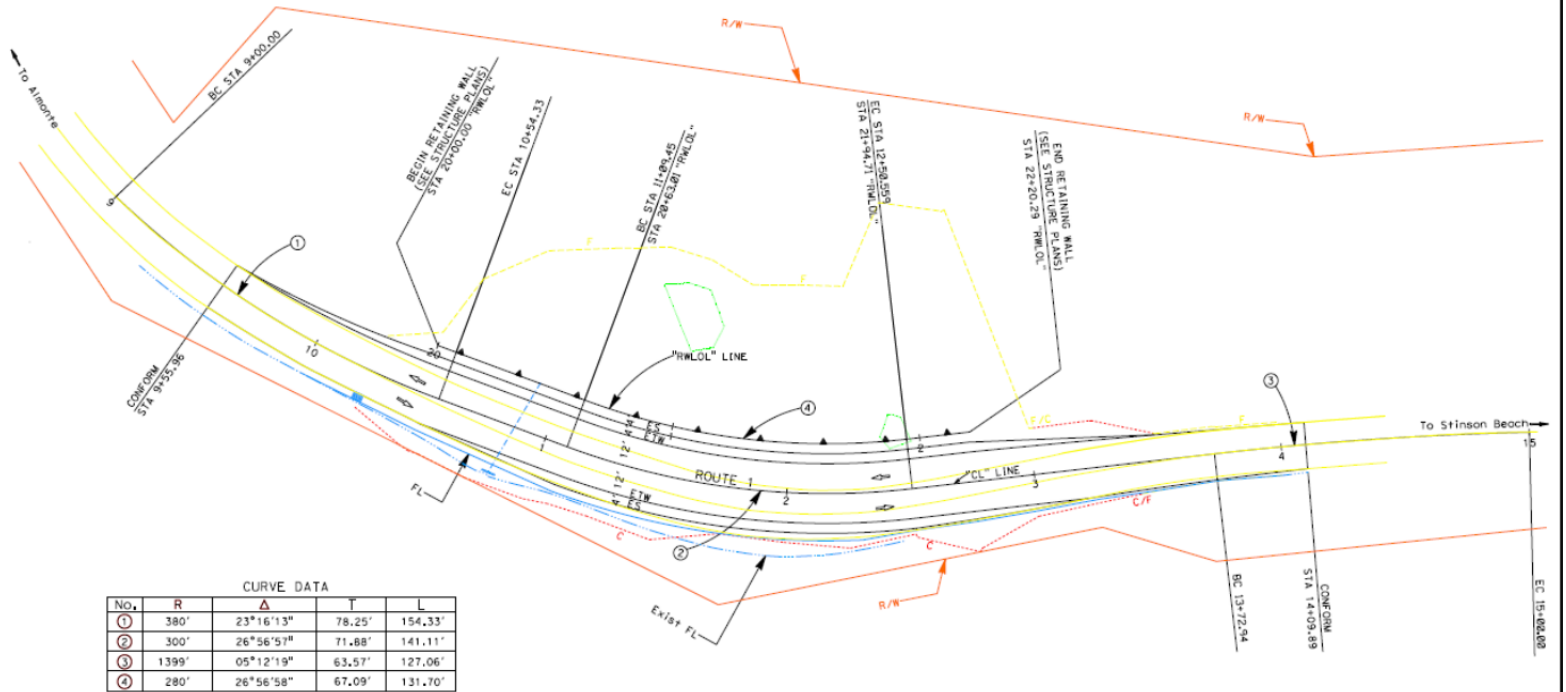 R/W
R/W
To Almonte
BC STA 9+00.00
BEGIN RETAINING WALL
(SEE STRUCTURE PLANS)
STA 20+00.00 "RWLOL"
EC STA 10+54.33
BC STA 11+09.45
STA 20+63.01 "RWLOL"
EC STA 12+50.559
STA 21+94.71 "RWLOL"
END RETAINING WALL
(SEE STRUCTURE PLANS)
STA 22+20.29 "RWLOL"
9
1
F
F
F
10
20
"RWLOL" LINE
4
3
CONFORM
STA 9+55.96
4'
4'
ES
ETW
12'
1
2
F/C
To Stinson Beach
ROUTE 1
"CL" LINE
3
4
15
FL
12'
4'
ETW
ES
2
C/F
C
C
2
Exist FL
R/W
BC 13+72.94
CONFORM
STA 14+09.89
EC 15+00.00
CURVE DATA
No. R Δ T L
1 380' 23°16'13" 78.25' 154.33'
2 300' 26°56'57" 71.88' 141.11'
3 1399' 05°12'19" 63.57' 127.06'
4 280' 26°56'58" 67.09' 131.70'